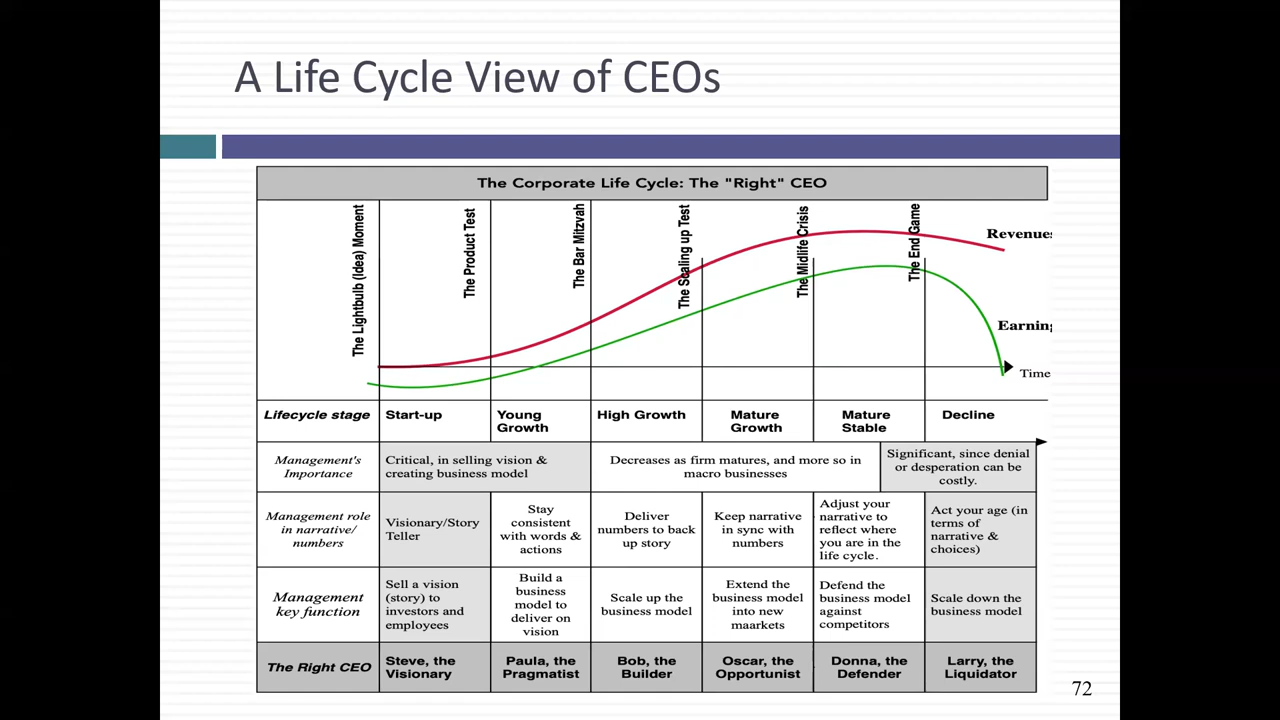 A Life Cycle View of CEOs
The Corporate Life Cycle: The "Right" CEO
The Lightbulb (Idea) Moment
The Product Test
The Bar Mitzvah
The Scaling up Test
The Midlife Crisis
The End Game
Revenues
Earning
Time
Lifecycle stage
Start-up
Young
Growth
High Growth
Mature
Growth
Mature
Stable
Decline
Management's
Importance
Critical, in selling vision &
creating business model
Decreases as firm matures, and more so in
macro businesses
Significant, since denial
or desperation can be
costly.
Management role
in narrative/
numbers
Visionary/Story
Teller
Stay
consistent
with words &
actions
Deliver
numbers to back
up story
Keep narrative
in sync with
numbers
Adjust your
narrative to
reflect where
you are in the
life cycle.
Act your age (in
terms of
narrative &
choices)
Management
key function
Sell a vision
(story) to
investors and
employees
Build a
business
model to
deliver on
vision
Scale up the
business model
Extend the
business model
into new
maarkets
Defend the
business model
against
competitors
Scale down the
business model
The Right CEO
Steve, the
Visionary
Paula, the
Pragmatist
Bob, the
Builder
Oscar, the
Opportunist
Donna, the
Defender
Larry, the
Liquidator
72